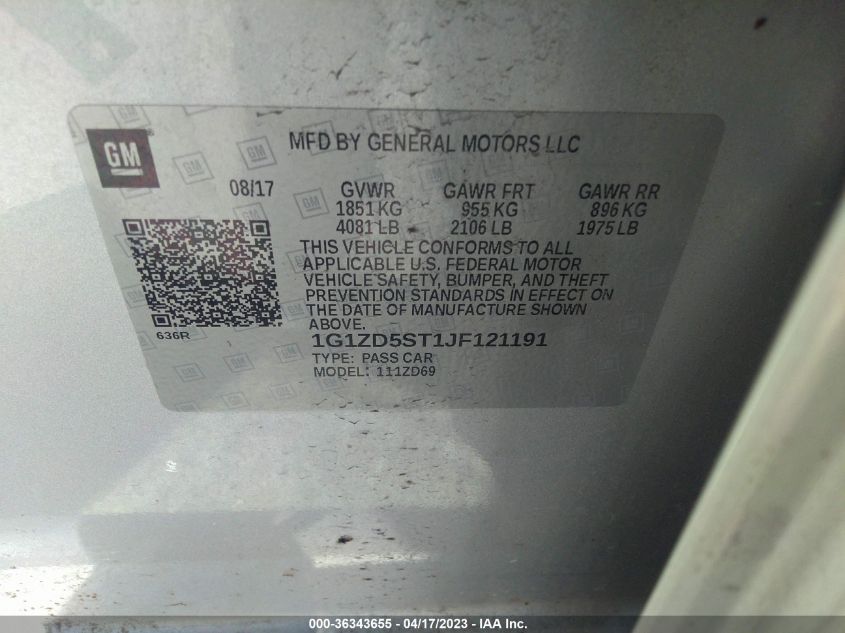 GM
MFD BY GENERAL MOTORS LLC
08/17 GVWR GAWR FRT GAWR RR
1851 KG 955 KG 896 KG
4081 LB 2106 LB 1975 LB
THIS VEHICLE CONFORMS TO ALL
APPLICABLE U.S. FEDERAL MOTOR
VEHICLE SAFETY, BUMPER, AND THEFT
PREVENTION STANDARDS IN EFFECT ON
THE DATE OF MANUFACTURE SHOWN
ABOVE.
636R
1G1ZD5ST1JF121191
TYPE: PASS CAR
MODEL: 111ZD69
000-36343655 - 04/17/2023 - IAA Inc.